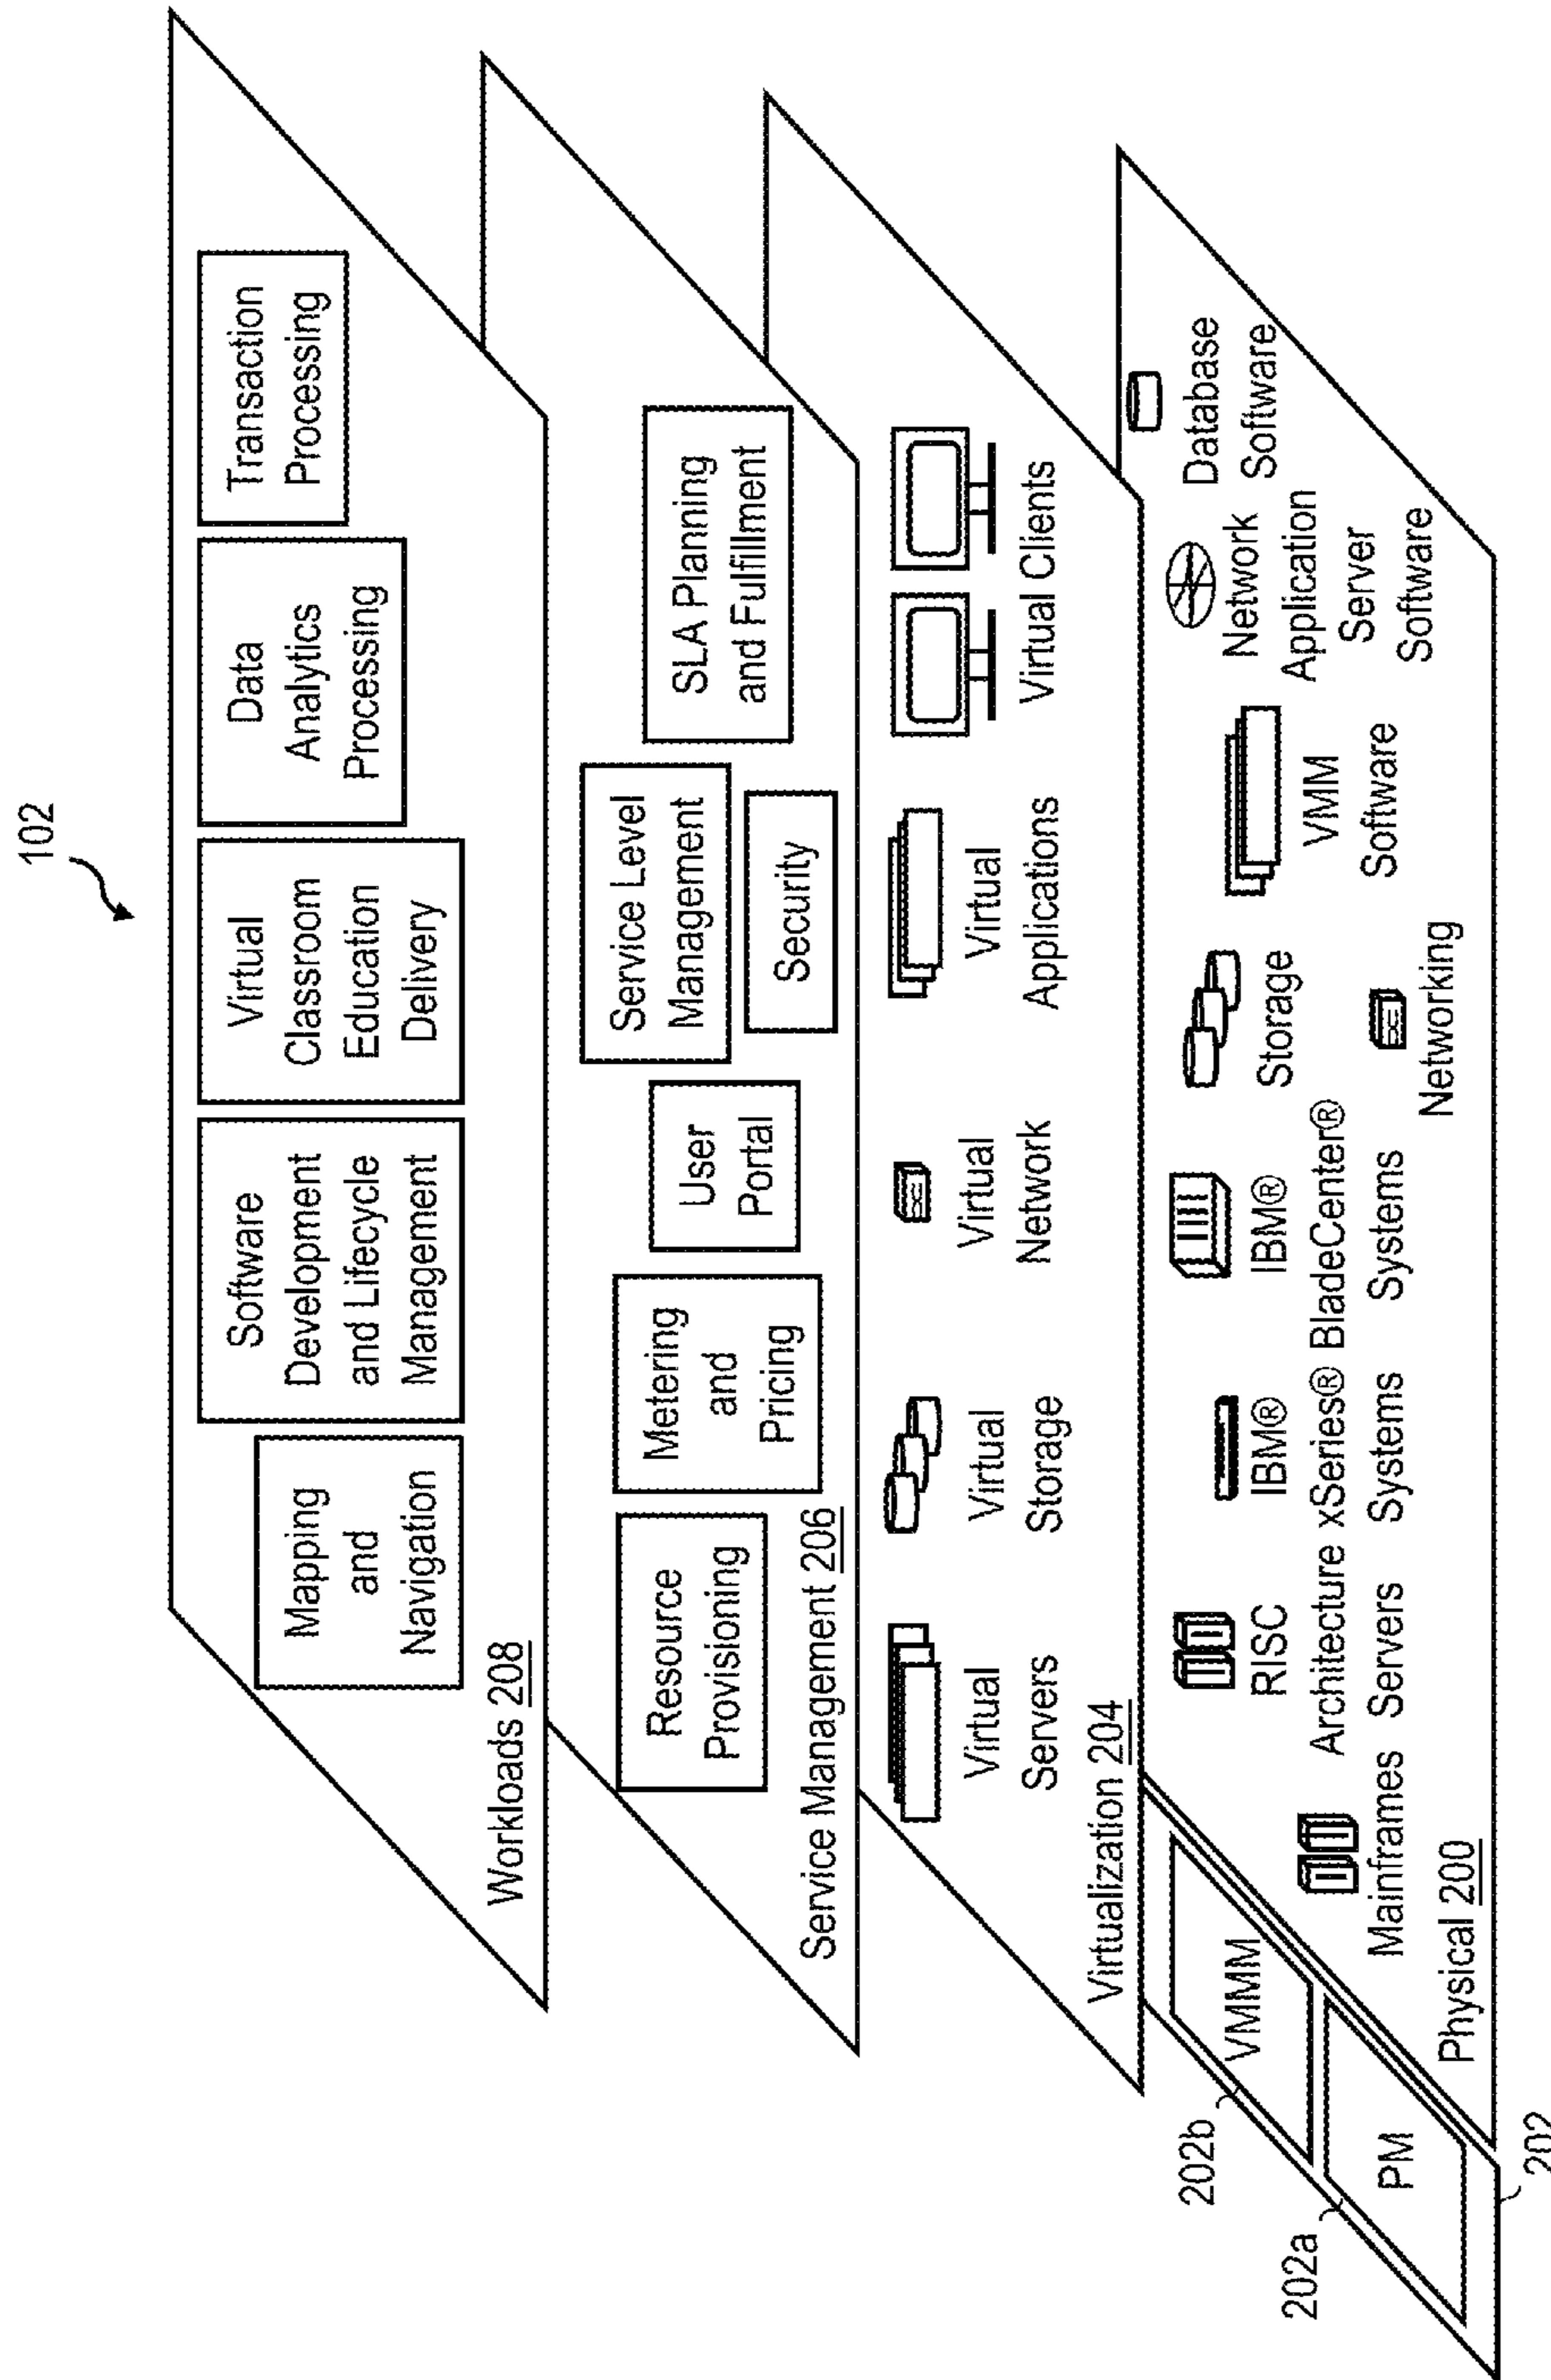 102
Mapping
and
Navigation
Software
Development
and Lifecycle
Management
Virtual
Classroom
Education
Delivery
Data
Analytics
Processing
Transaction
Processing
Workloads 208
Resource
Provisioning
Metering
and
Pricing
User
Portal
Service Level
Management
Security
SLA Planning
and Fulfillment
Service Management 206
Virtual
Servers
Virtual
Storage
Virtual
Network
Virtual
Applications
Virtual Clients
Virtualization 204
202b
VMMM
202a
PM
202
Mainframes
RISC
Architecture
Servers
IBM®
xSeries®
Systems
IBM®
BladeCenter®
Systems
Storage
Networking
VMM
Software
Network
Application
Server
Software
Database
Software
Physical 200